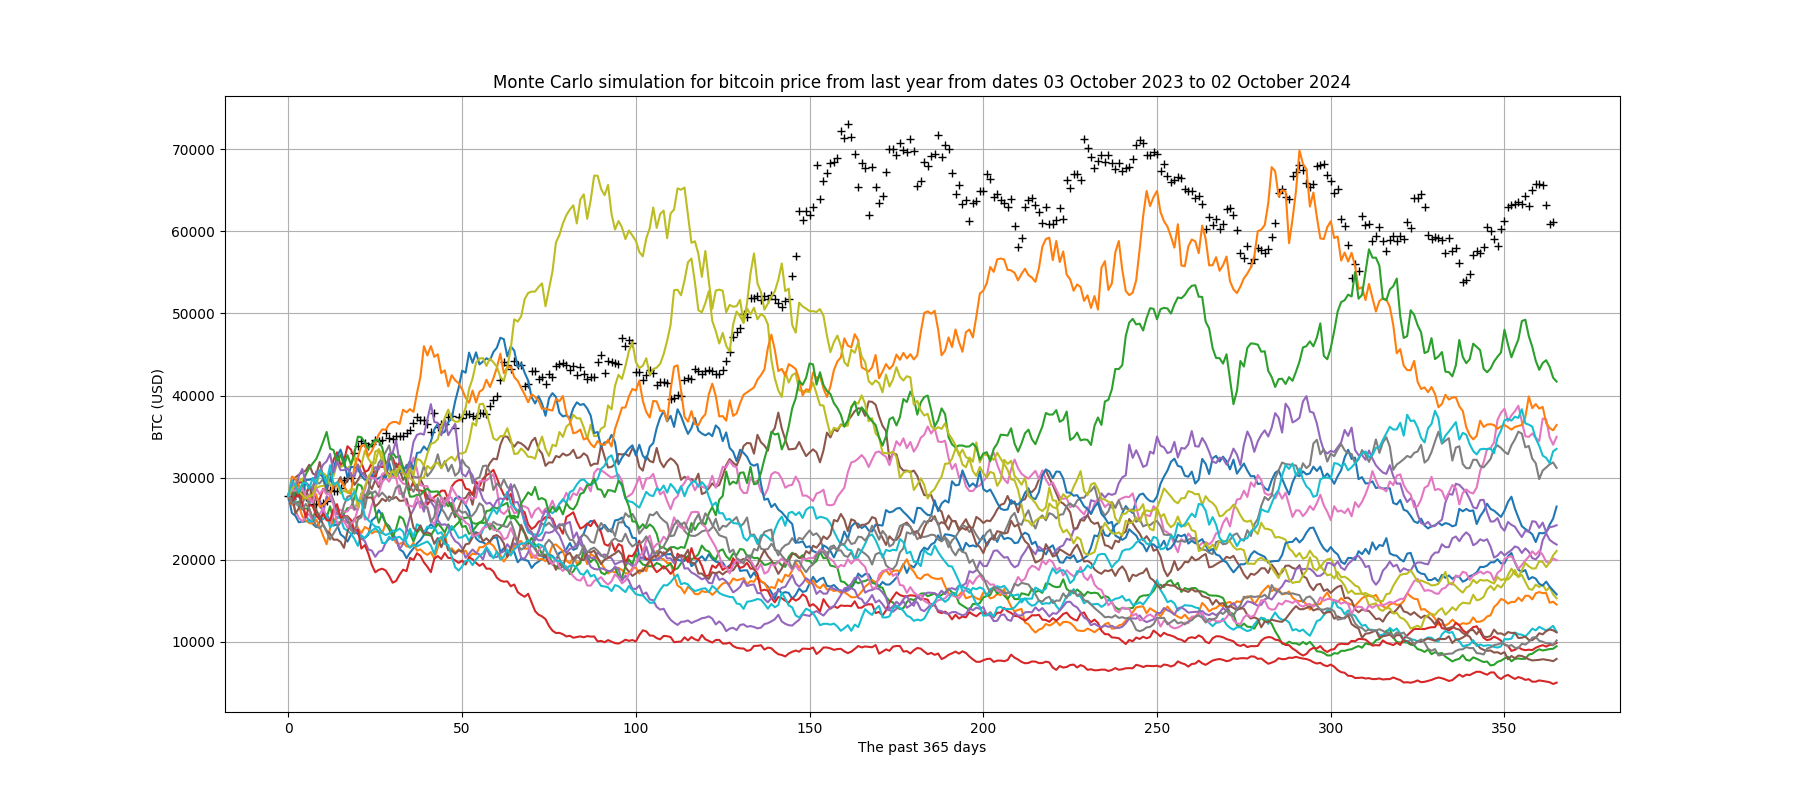 Monte Carlo simulation for bitcoin price from last year from dates 03 October 2023 to 02 October 2024
70000
60000
50000
40000
30000
20000
10000
BTC (USD)
0 50 100 150 200 250 300 350
The past 365 days